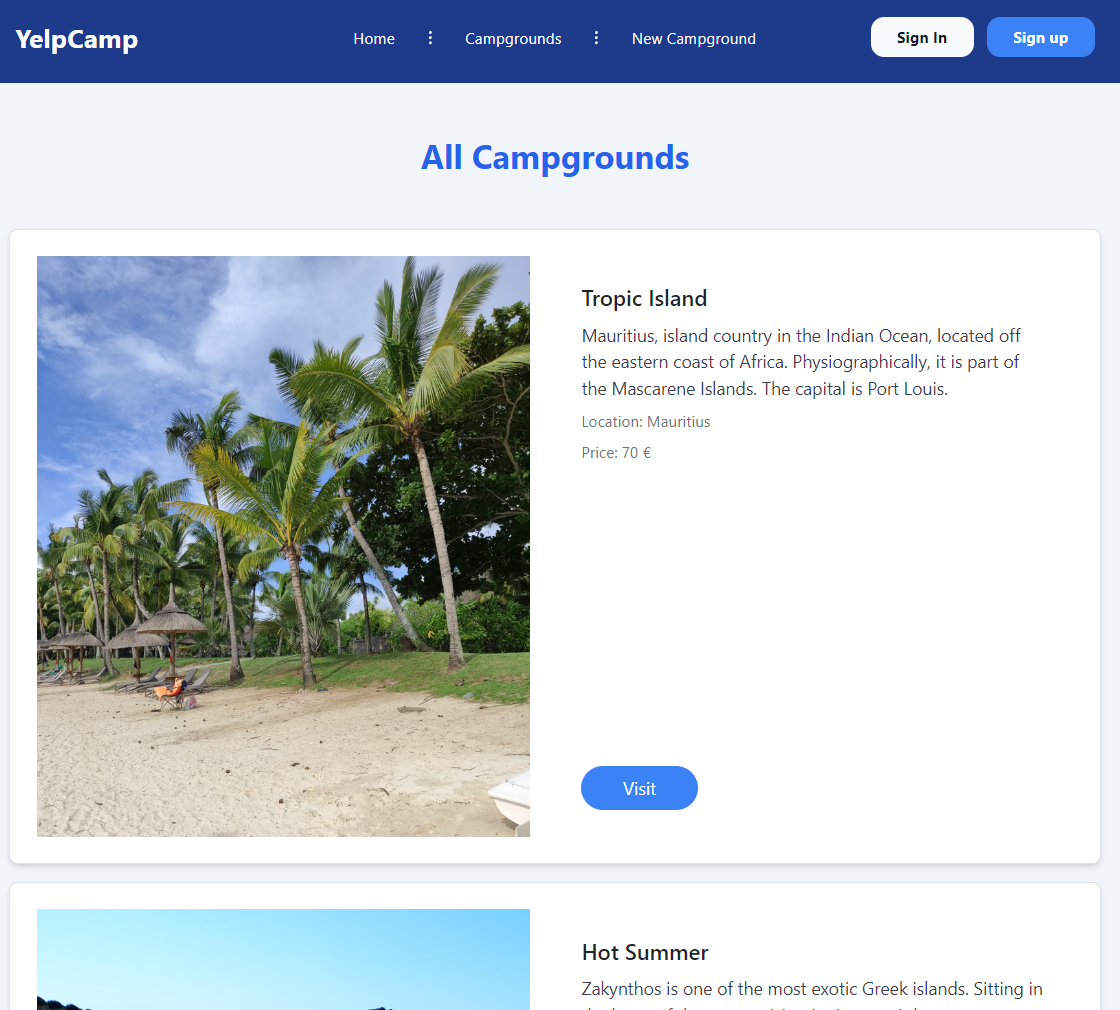 YelpCamp
Home
Campgrounds
New Campground
Sign In
Sign up
All Campgrounds
Tropic Island
Mauritius, island country in the Indian Ocean, located off
the eastern coast of Africa. Physiographically, it is part of
the Mascarene Islands. The capital is Port Louis.
Location: Mauritius
Price: 70 €
Visit
Hot Summer
Zakynthos is one of the most exotic Greek islands. Sitting in